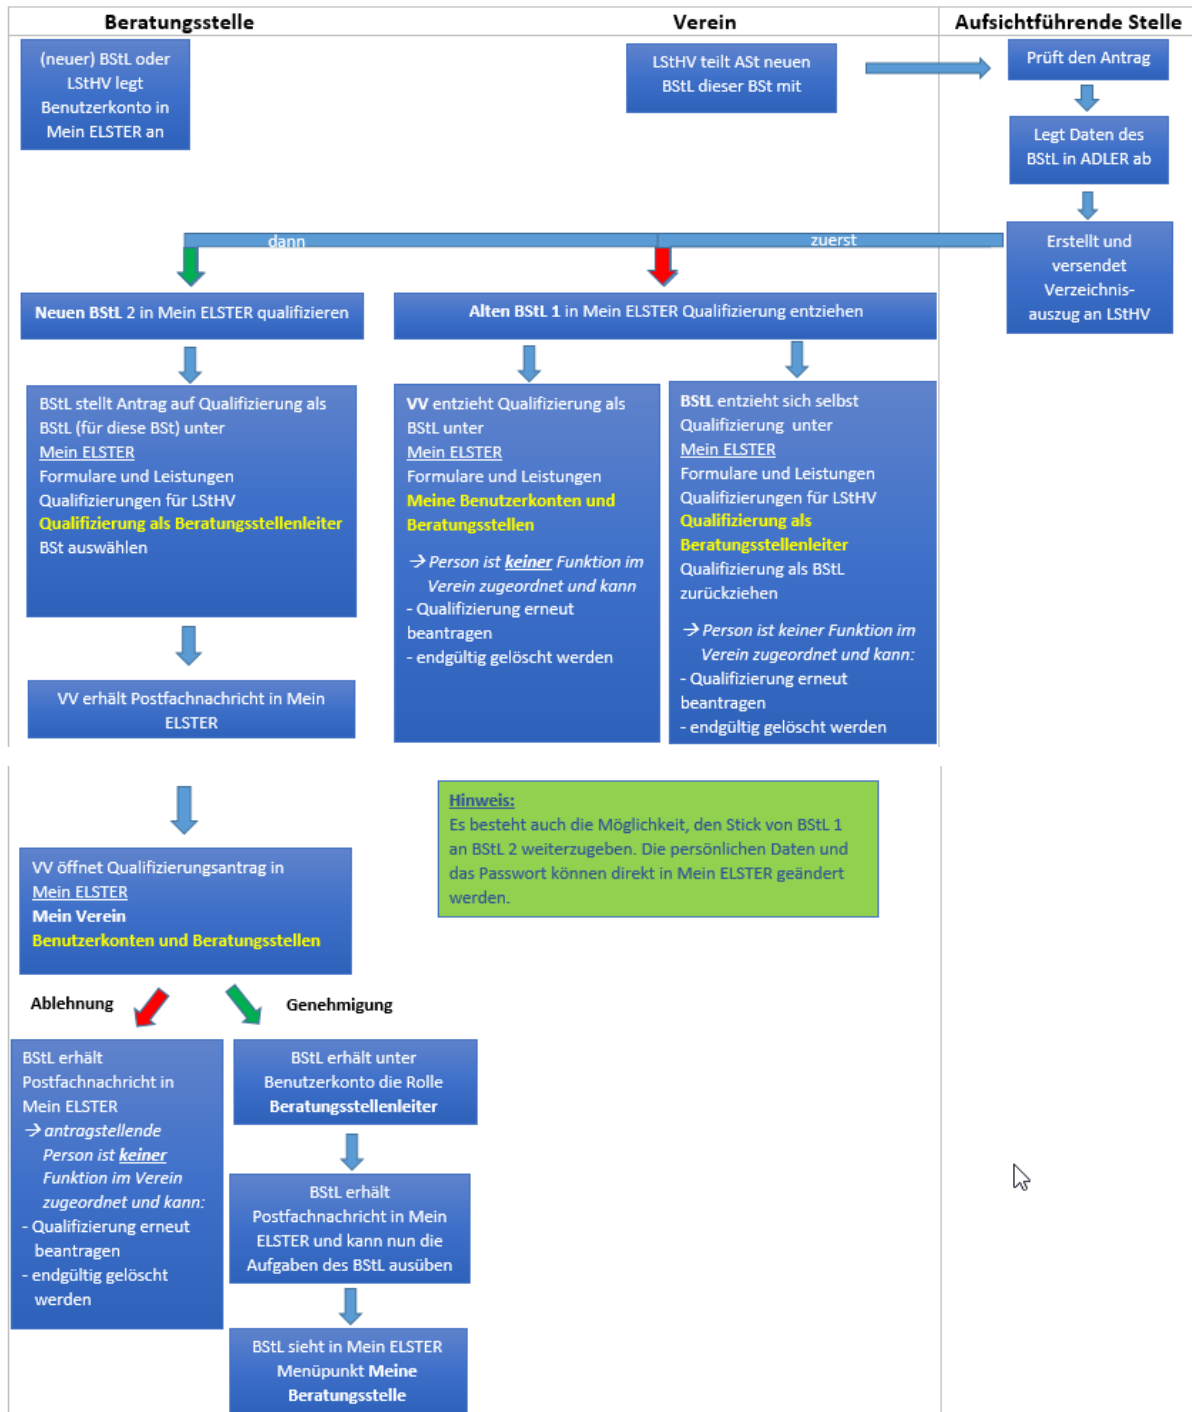 Beratungsstelle
Verein
Aufsichtführende Stelle
(neuer) BStL oder
LStHV legt
Benutzerkonto in
Mein ELSTER an
LStHV teilt ASt neuen
BStL dieser BSt mit
Prüft den Antrag
Legt Daten des
BStL in ADLER ab
Erstellt und
versendet
Verzeichnis-
auszug an LStHV
dann
zuerst
Neuen BStL 2 in Mein ELSTER qualifizieren
Alten BStL 1 in Mein ELSTER Qualifizierung entziehen
BStL stellt Antrag auf Qualifizierung als
BStL (für diese BSt) unter
Mein ELSTER
Formulare und Leistungen
Qualifizierungen für LStHV
Qualifizierung als Beratungsstellenleiter
BSt auswählen
VV entzieht Qualifizierung als
BStL unter
Mein ELSTER
Formulare und Leistungen
Meine Benutzerkonten und
Beratungsstellen
→ Person ist keiner Funktion im
Verein zugeordnet und kann
- Qualifizierung erneut
beantragen
- endgültig gelöscht werden
BStL entzieht sich selbst
Qualifizierung unter
Mein ELSTER
Formulare und Leistungen
Qualifizierungen für LStHV
Qualifizierung als
Beratungsstellenleiter
Qualifizierung als BStL
zurückziehen
→ Person ist keiner Funktion im
Verein zugeordnet und kann:
- Qualifizierung erneut
beantragen
- endgültig gelöscht werden
VV erhält Postfachnachricht in Mein
ELSTER
Hinweis:
Es besteht auch die Möglichkeit, den Stick von BStL 1
an BStL 2 weiterzugeben. Die persönlichen Daten und
das Passwort können direkt in Mein ELSTER geändert
werden.
VV öffnet Qualifizierungsantrag in
Mein ELSTER
Mein Verein
Benutzerkonten und Beratungsstellen
Ablehnung
Genehmigung
BStL erhält
Postfachnachricht in
Mein ELSTER
→ antragstellende
Person ist keiner
Funktion im Verein
zugeordnet und kann:
- Qualifizierung erneut
beantragen
- endgültig gelöscht
werden
BStL erhält unter
Benutzerkonto die Rolle
Beratungsstellenleiter
BStL erhält
Postfachnachricht in Mein
ELSTER und kann nun die
Aufgaben des BStL ausüben
BStL sieht in Mein ELSTER
Menüpunkt Meine
Beratungsstelle